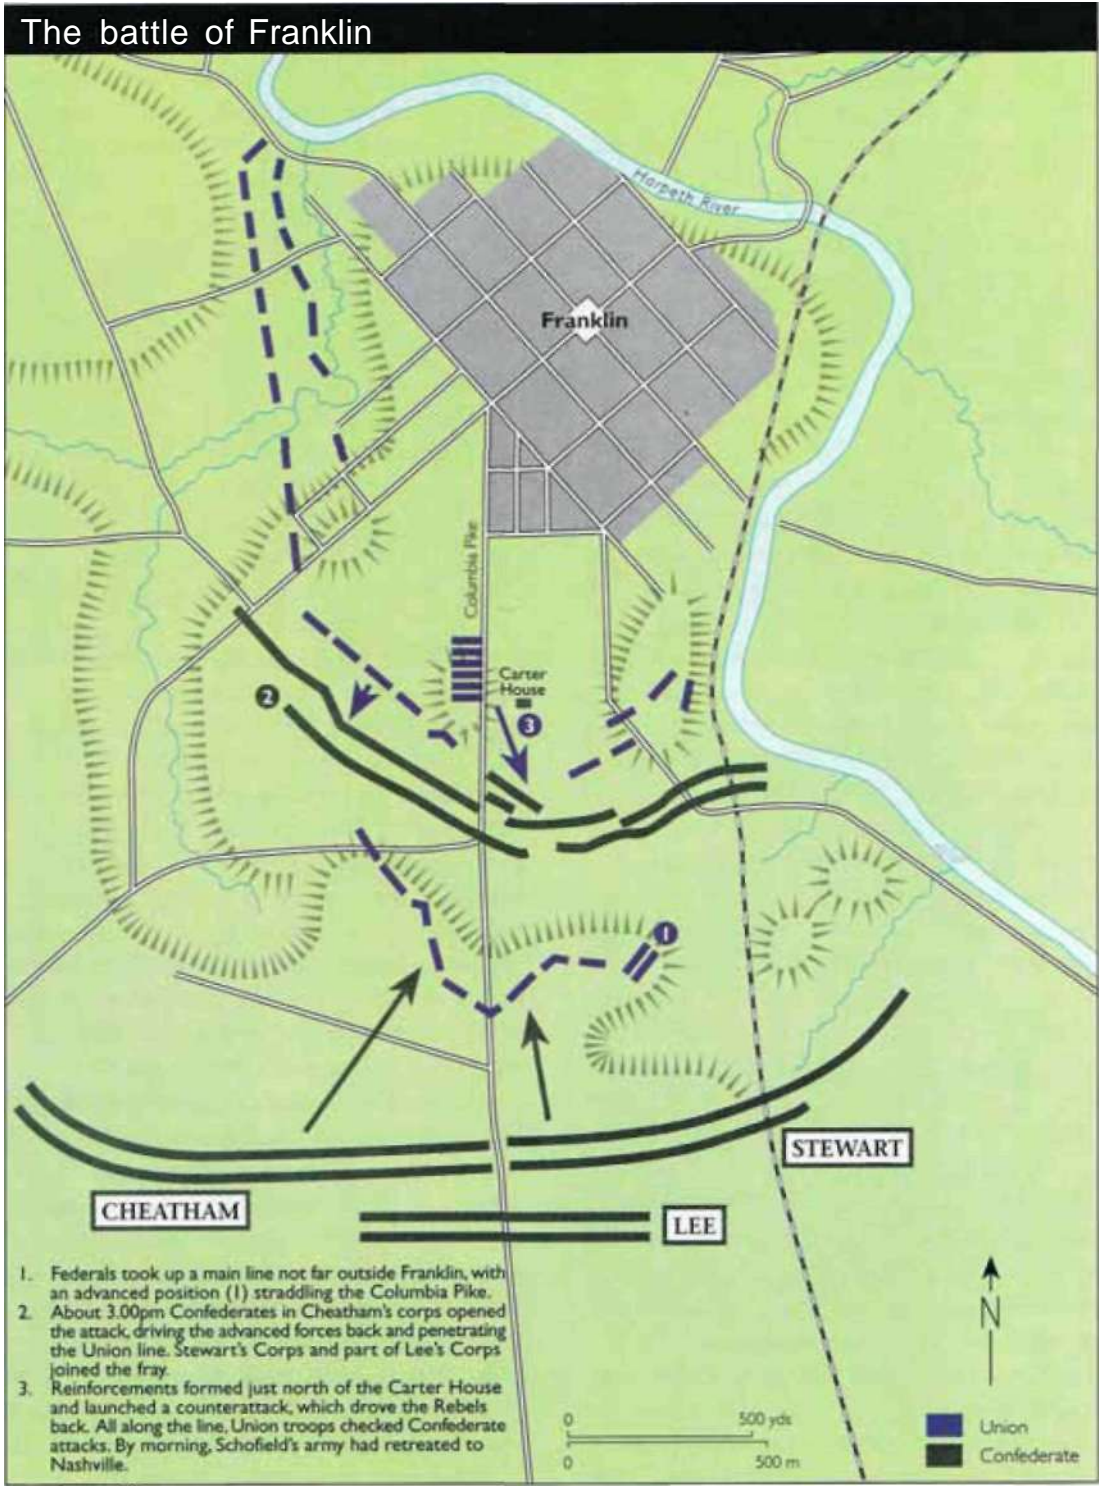 The battle of Franklin
Harpeth River
Franklin
Columbia Pike
Carter
House
2
3
1
STEWART
CHEATHAM
LEE
1. Federals took up a main line not far outside Franklin, with
an advanced position (1) straddling the Columbia Pike.
2. About 3.00pm Confederates in Cheatham's corps opened
the attack, driving the advanced forces back and penetrating
the Union line. Stewart's Corps and part of Lee's Corps
joined the fray.
3. Reinforcements formed just north of the Carter House
and launched a counterattack, which drove the Rebels
back. All along the line, Union troops checked Confederate
attacks. By morning, Schofield's army had retreated to
Nashville.
N
0 500 yds
0 500 m
Union
Confederate